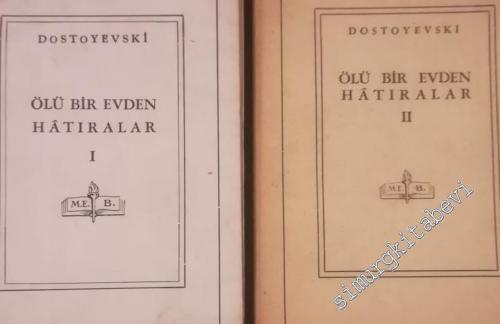 DOSTOYEVSKİ
ÖLÜ BİR EVDEN
HÂTIRALAR
I
M.E. B.
DOSTOYEVSKİ
ÖLÜ BİR EVDEN
HÂTIRALAR
II
M.E. B.
simurgkitabevi